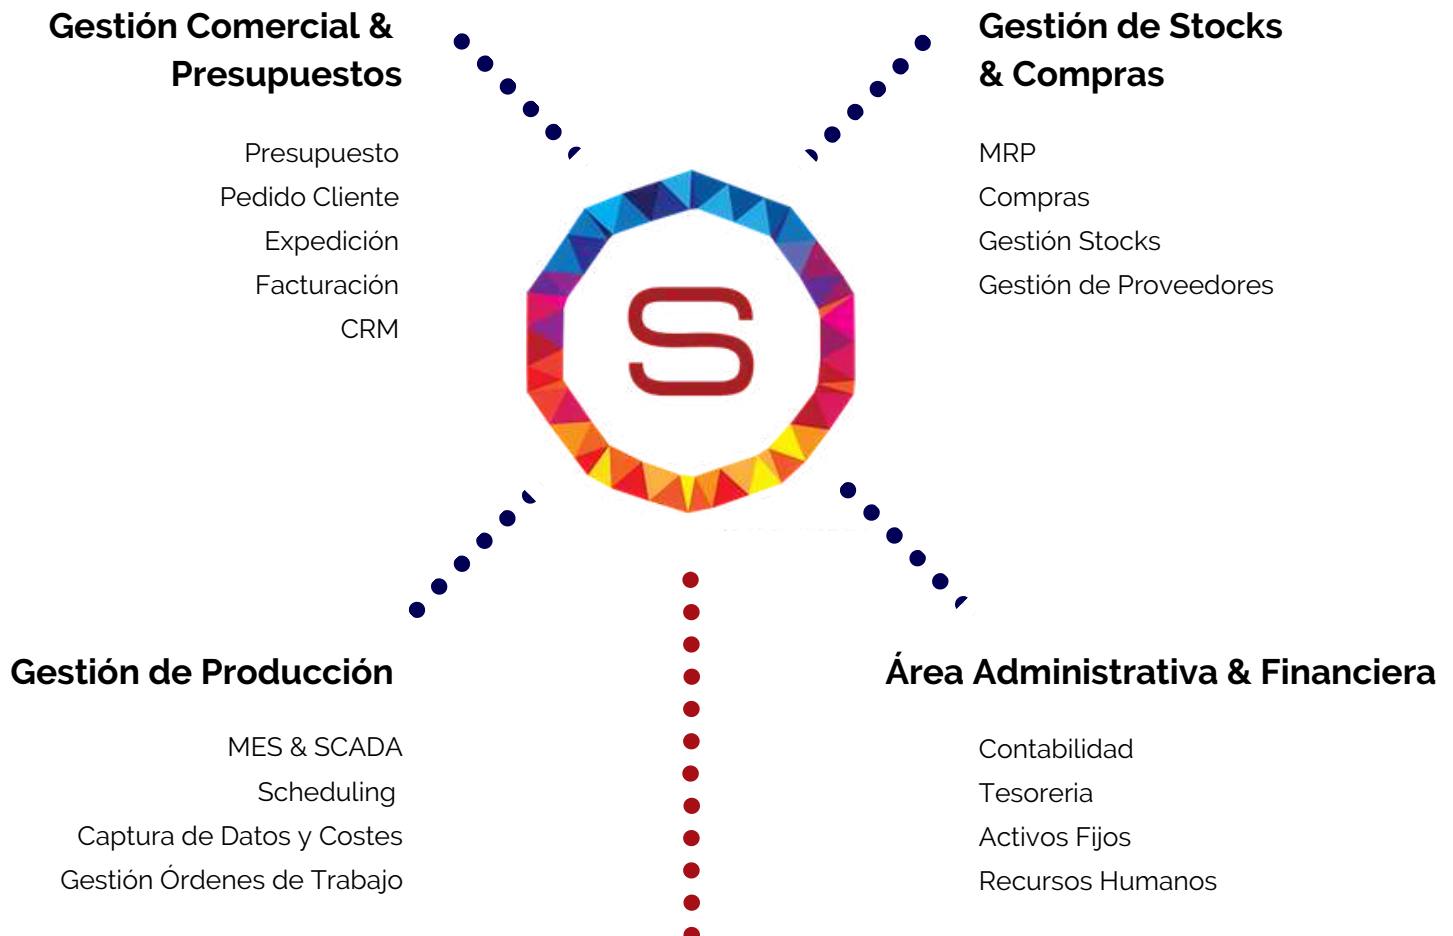 Gestión Comercial &
Presupuestos
Presupuesto
Pedido Cliente
Expedición
Facturación
CRM
Gestión de Stocks
& Compras
MRP
Compras
Gestión Stocks
Gestión de Proveedores
S
Gestión de Producción
MES & SCADA
Scheduling
Captura de Datos y Costes
Gestión Órdenes de Trabajo
Área Administrativa & Financiera
Contabilidad
Tesoreria
Activos Fijos
Recursos Humanos